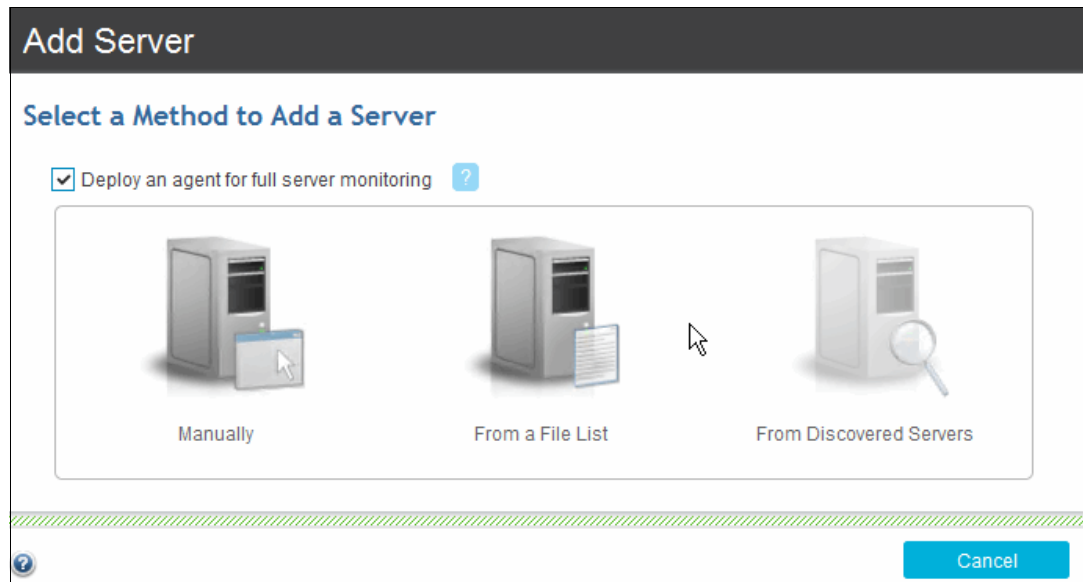 Add Server
Select a Method to Add a Server
Deploy an agent for full server monitoring ?
Manually
From a File List
From Discovered Servers
?
Cancel